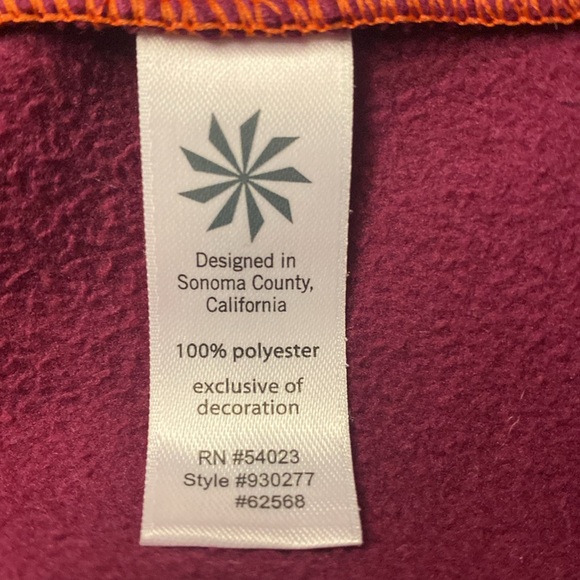 Designed in
Sonoma County,
California
100% polyester
exclusive of
decoration
RN #54023
Style #930277
#62568